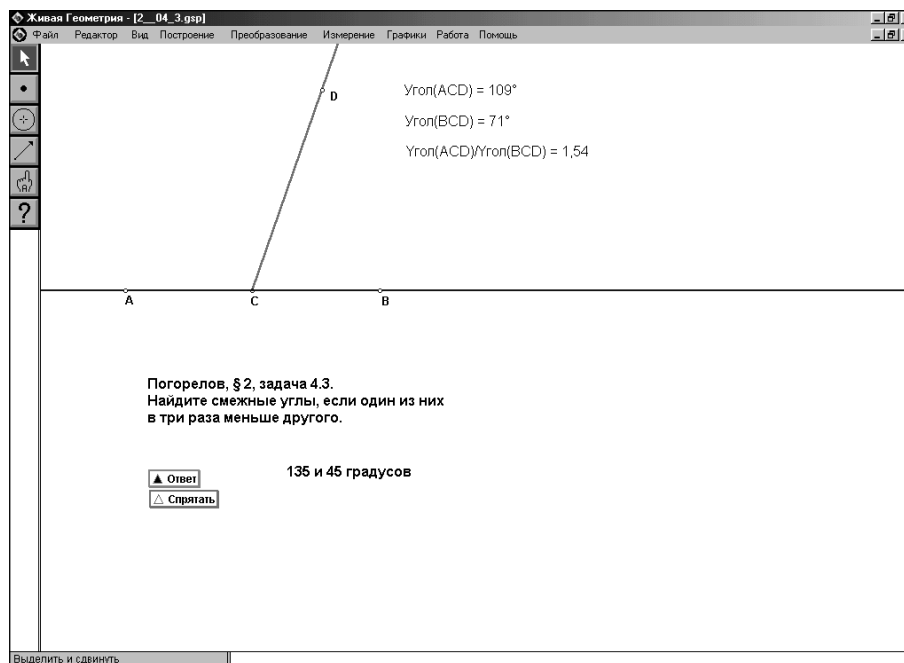 Живая Геометрия - [2__04_3.gsp]
Файл Редактор Вид Построение Преобразование Измерение Графики Работа Помощь
D
Угол(ACD) = 109°
Угол(BCD) = 71°
Угол(ACD)/Угол(BCD) = 1,54
A
?
A C B
Погорелов, § 2, задача 4.3.
Найдите смежные углы, если один из них
в три раза меньше другого.
▲ Ответ 135 и 45 градусов
△ Спрятать
Выделить и сдвинуть